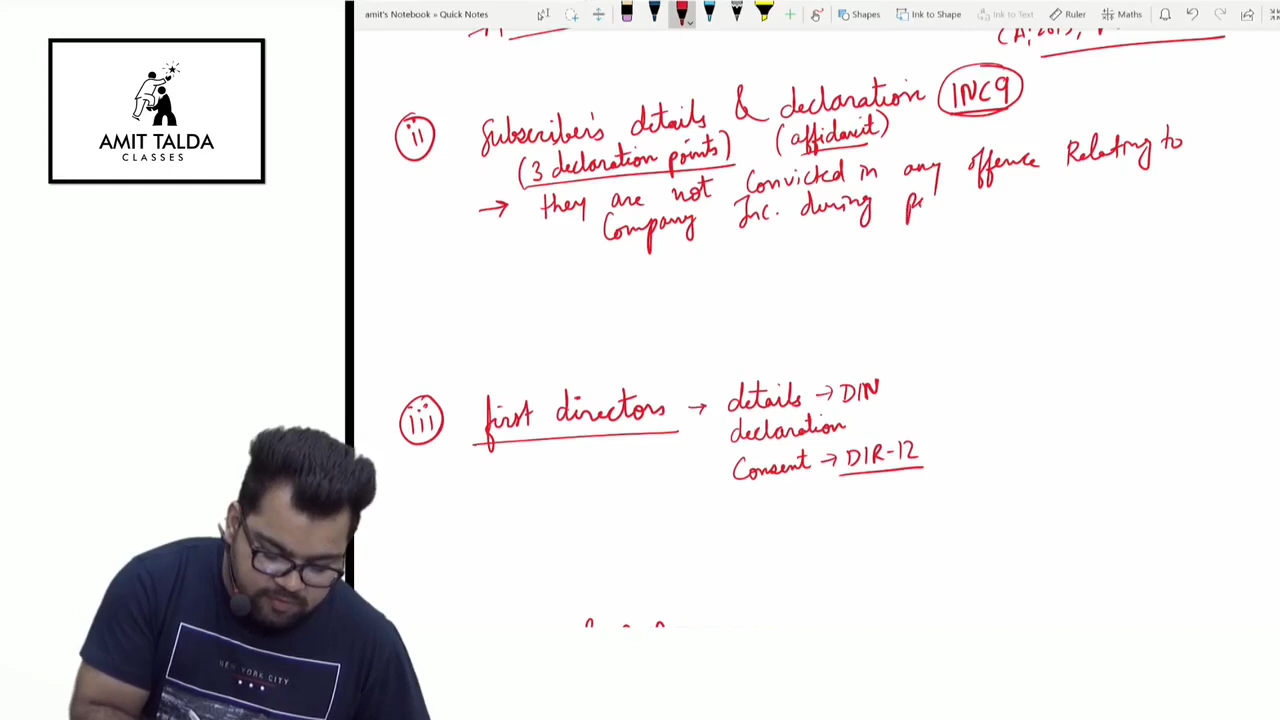 amit's Notebook » Quick Notes
Shapes
Ink to Shape
Ink to Text
Ruler
Maths
AMIT TALDA
CLASSES
(ii) Subscriber's details & declaration INC9
(3 declaration points) (affidavit)
→ they are not Convicted in any offence Relating to
Company Inc. during
(iii) first directors → details → DIN
declaration
Consent → DIR-12
NEW YORK CITY